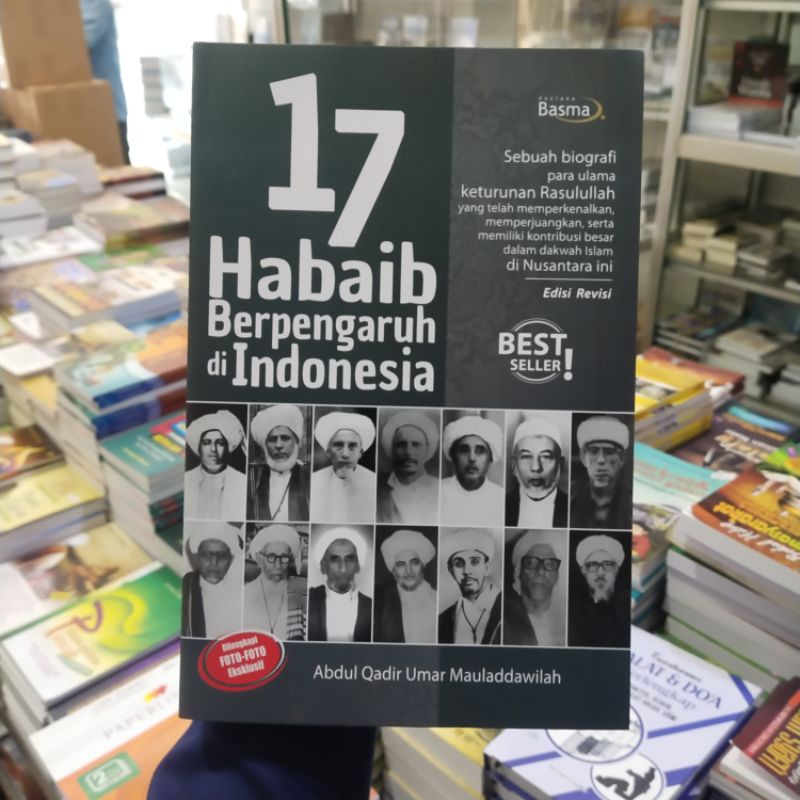 17
Habaib
Berpengaruh
di Indonesia
PUSTAKA
Basma
Sebuah biografi
para ulama
keturunan Rasulullah
yang telah memperkenalkan,
memperjuangkan, serta
memiliki kontribusi besar
dalam dakwah Islam
di Nusantara ini
Edisi Revisi
BEST
SELLER!
Dilengkapi
FOTO-FOTO
Eksklusif
Abdul Qadir Umar Mauladdawilah